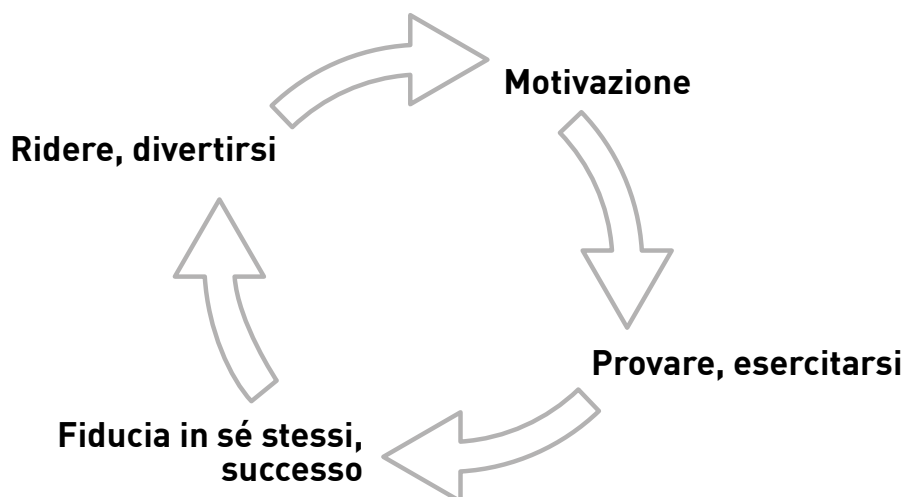 Motivazione
Ridere, divertirsi
Provare, esercitarsi
Fiducia in sé stessi,
successo